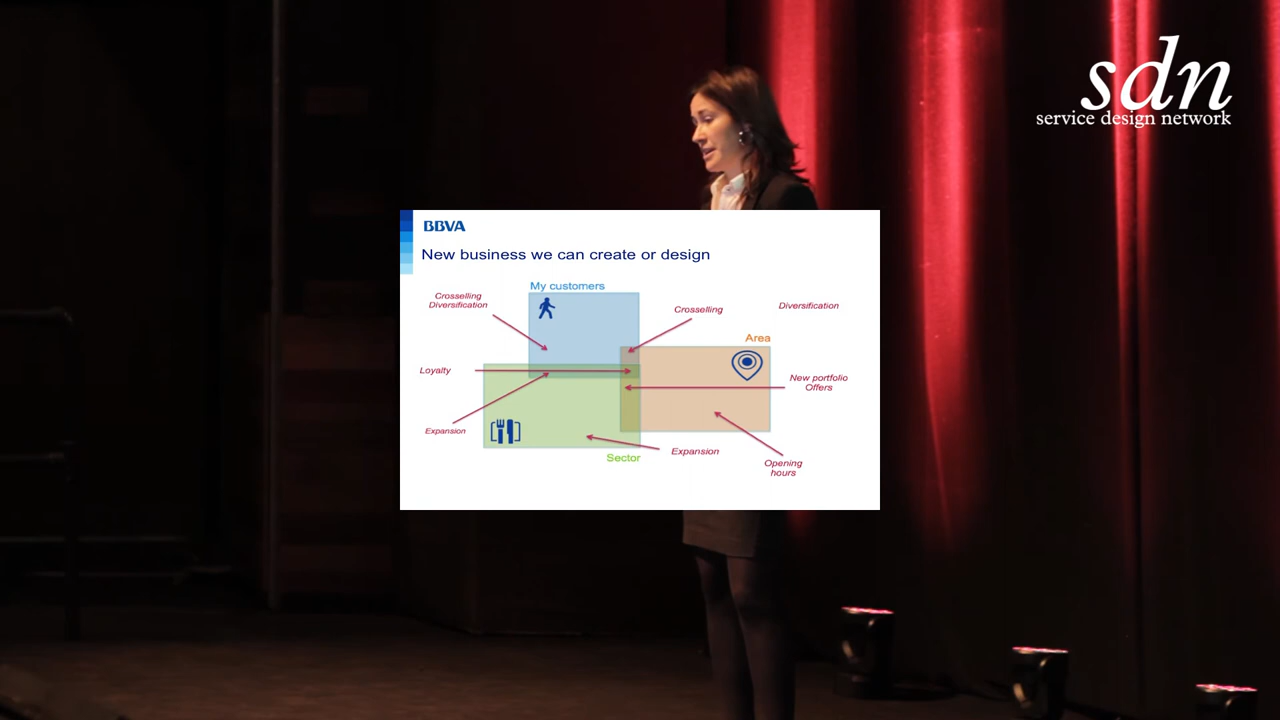 sdn
service design network
BBVA
New business we can create or design
My customers
Crosselling
Diversification
Crosselling
Diversification
Area
Loyalty
New portfolio
Offers
Expansion
Expansion
Sector
Opening
hours